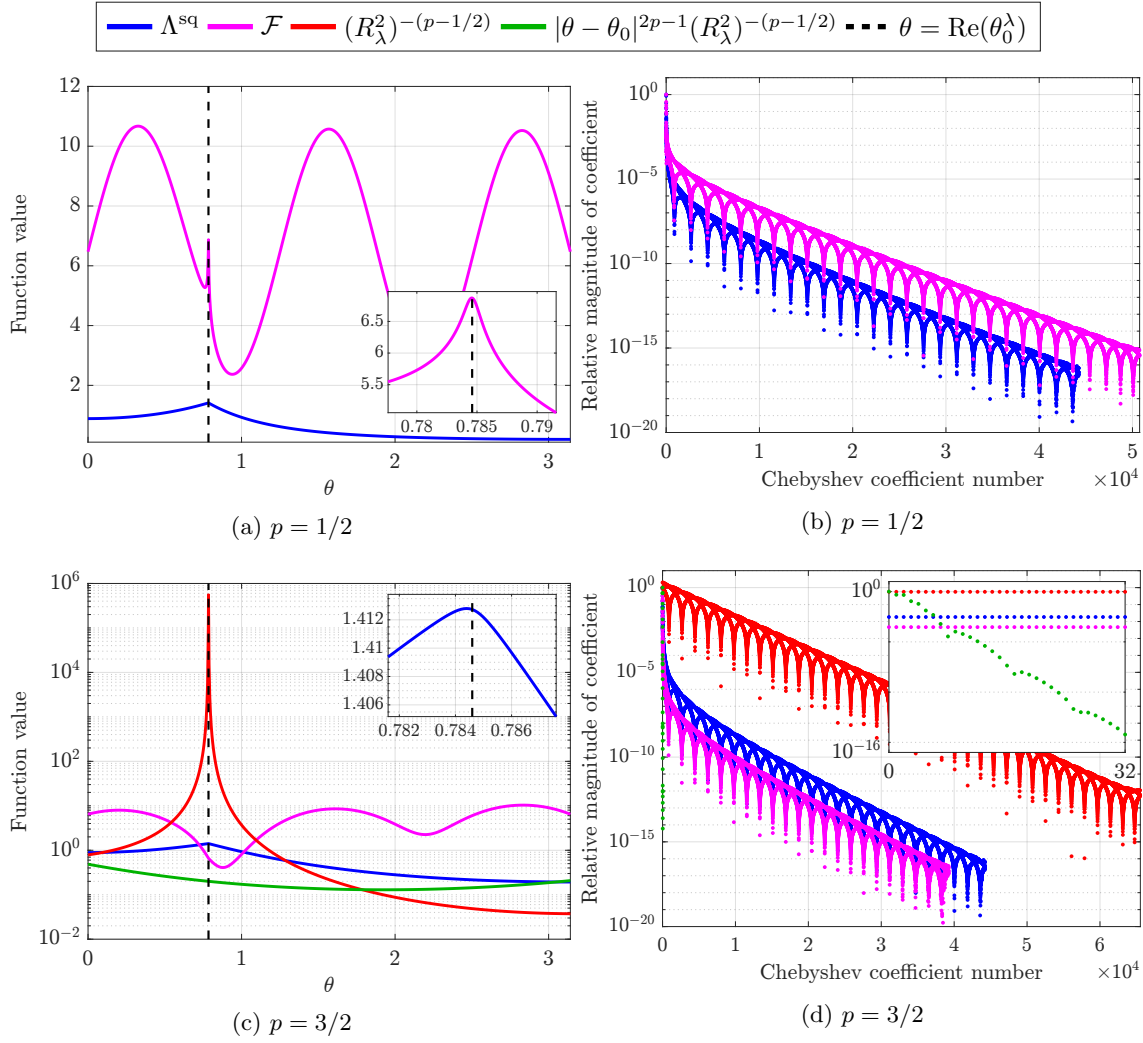 Λ^sq  𝓕  (R_λ^2)^{-(p-1/2)}  |θ − θ_0|^{2p-1}(R_λ^2)^{-(p-1/2)}  θ = Re(θ_0^λ)
12
10
8
6
4
2
0 1 2 3
Function value
θ
6.5
6
5.5
0.78 0.785 0.79
(a) p = 1/2
10^0
10^{-5}
10^{-10}
10^{-15}
10^{-20}
0 1 2 3 4 5
×10^4
Relative magnitude of coefficient
Chebyshev coefficient number
(b) p = 1/2
10^6
10^4
10^2
10^0
10^{-2}
0 1 2 3
Function value
θ
1.412
1.41
1.408
1.406
0.782 0.784 0.786
(c) p = 3/2
10^0
10^{-5}
10^{-10}
10^{-15}
10^{-20}
0 1 2 3 4 5 6
×10^4
Relative magnitude of coefficient
Chebyshev coefficient number
10^0
10^{-16}
0 32
(d) p = 3/2